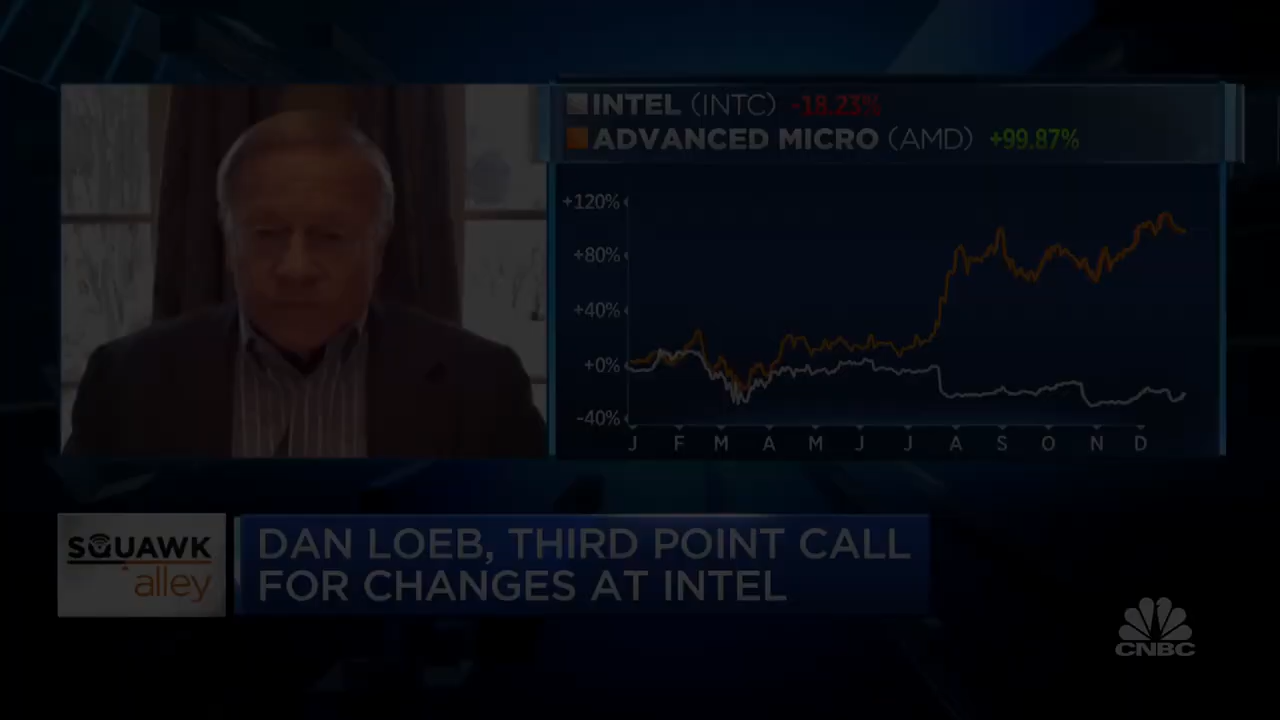 INTEL (INTC) -18.23%
ADVANCED MICRO (AMD) +99.87%
+120%
+80%
+40%
+0%
-40%
J F M A M J J A S O N D
SQUAWK
alley
DAN LOEB, THIRD POINT CALL
FOR CHANGES AT INTEL
CNBC